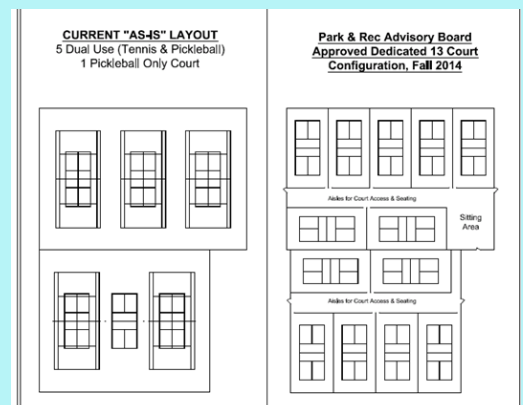 CURRENT "AS-IS" LAYOUT
5 Dual Use (Tennis & Pickleball)
1 Pickleball Only Court
Park & Rec Advisory Board
Approved Dedicated 13 Court
Configuration, Fall 2014
Aisles for Court Access & Seating
Sitting
Area
Aisles for Court Access & Seating